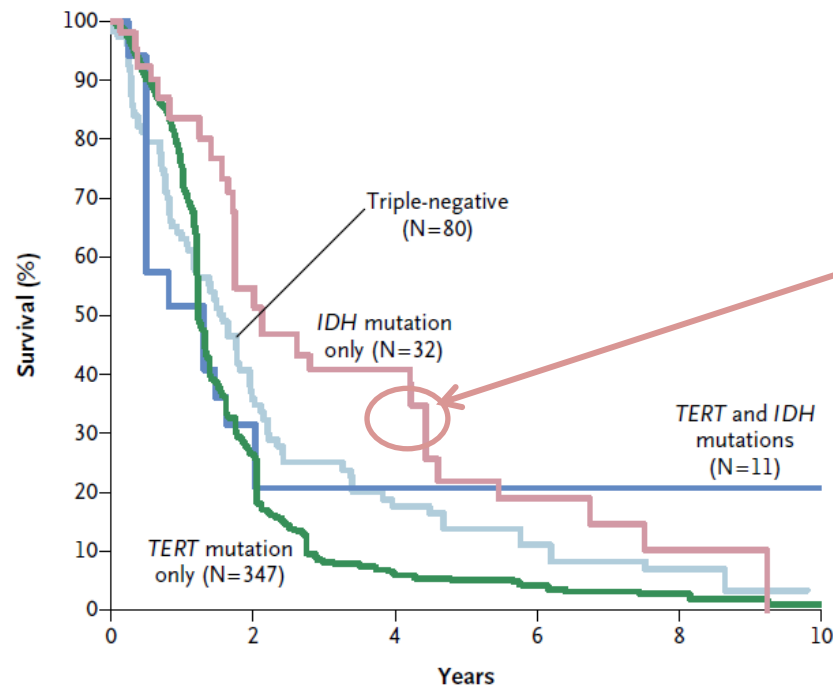 100
90
80
70
60
50
40
30
20
10
0
Survival (%)
Triple-negative
(N=80)
IDH mutation
only (N=32)
TERT and IDH
mutations
(N=11)
TERT mutation
only (N=347)
0 2 4 6 8 10
Years